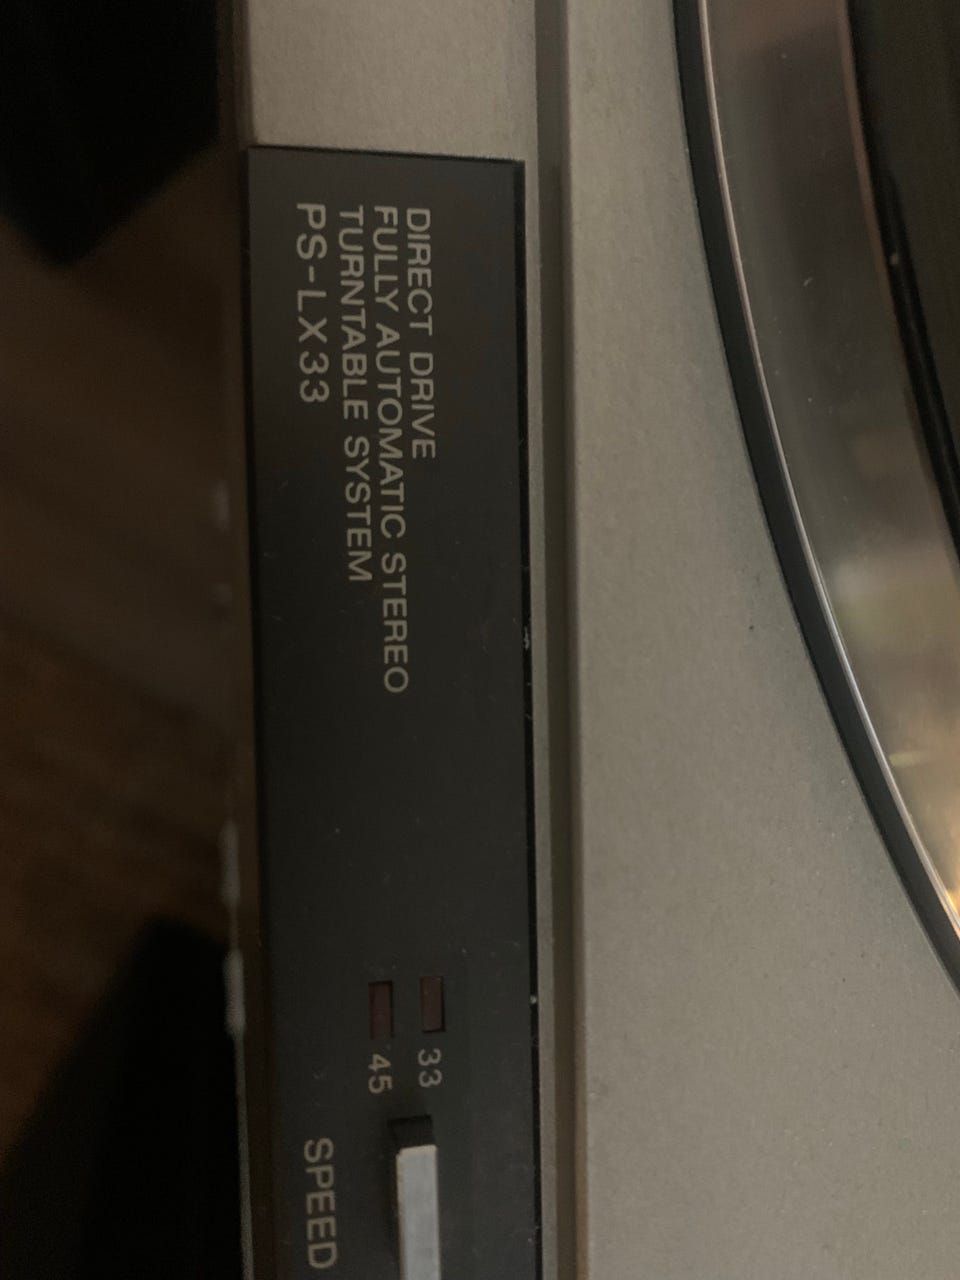 DIRECT DRIVE
FULLY AUTOMATIC STEREO
TURNTABLE SYSTEM
PS-LX33
33
45
SPEED